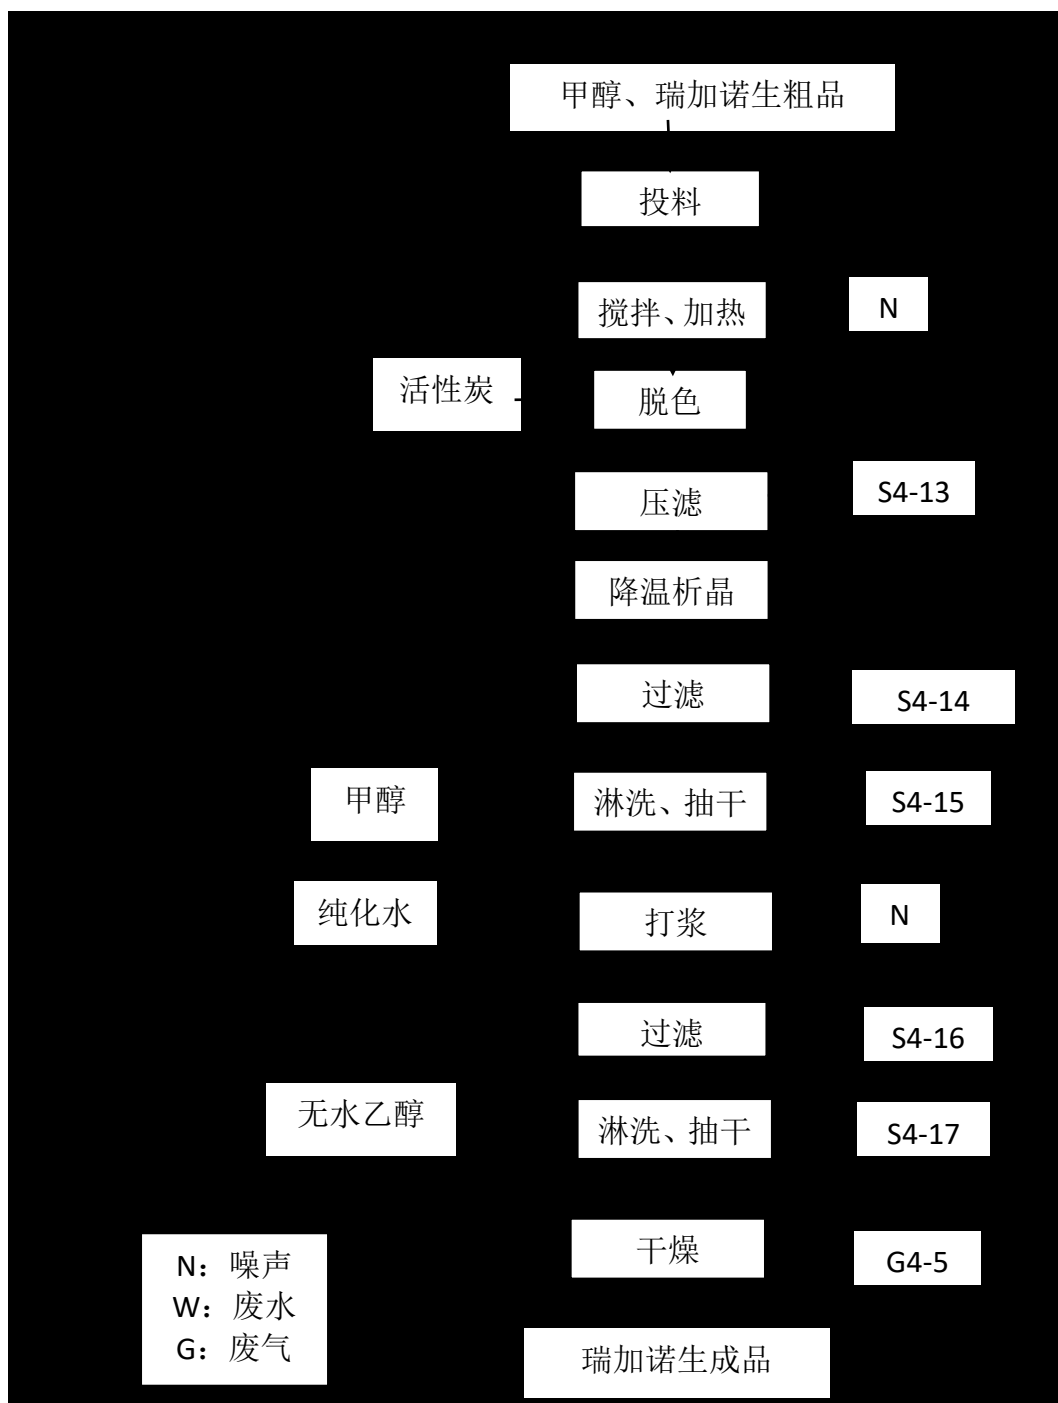 甲醇、瑞加诺生粗品
投料
搅拌、加热
N
活性炭
脱色
压滤
S4-13
降温析晶
过滤
S4-14
甲醇
淋洗、抽干
S4-15
纯化水
打浆
N
过滤
S4-16
无水乙醇
淋洗、抽干
S4-17
干燥
G4-5
N：噪声
W：废水
G：废气
瑞加诺生成品